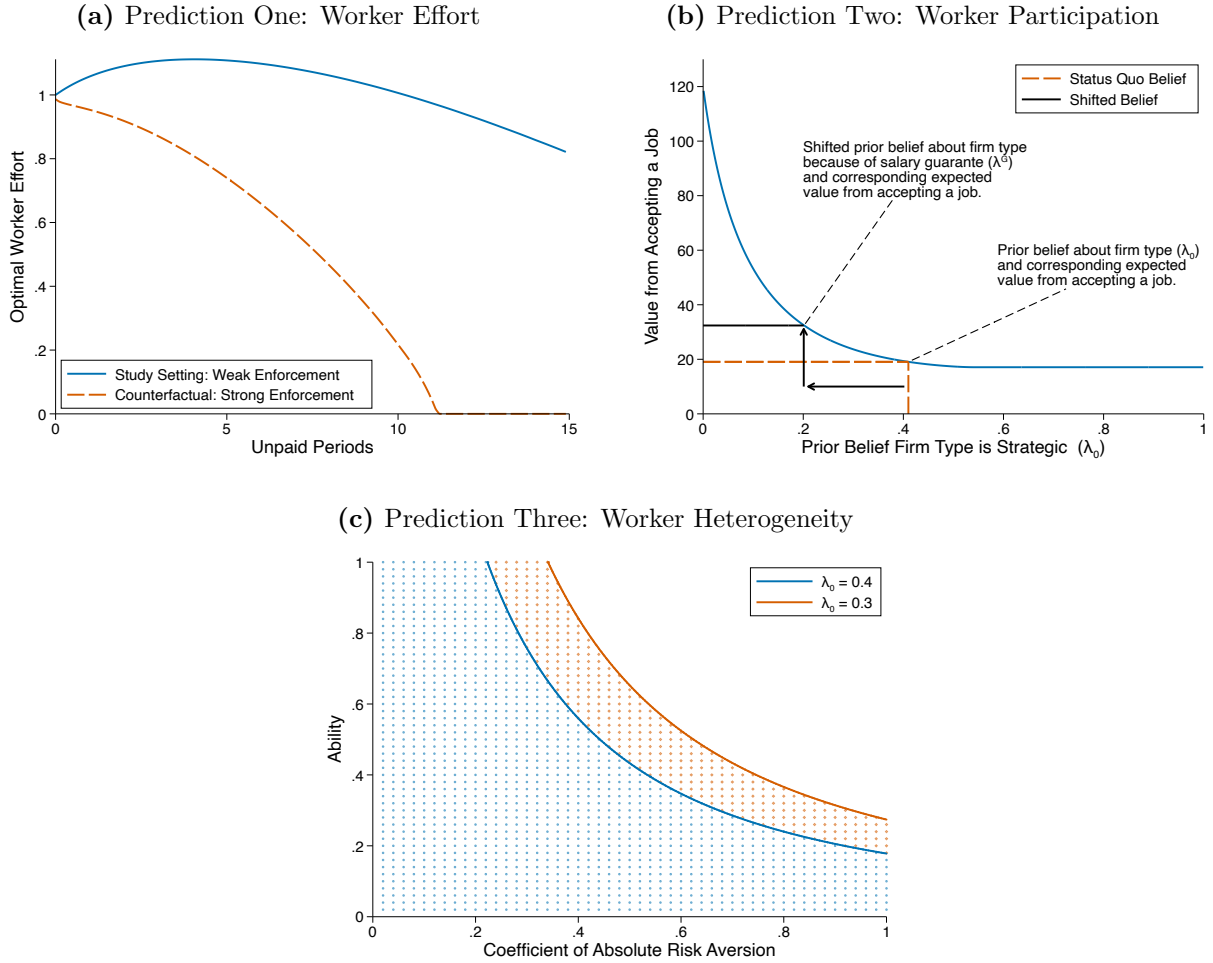 (a) Prediction One: Worker Effort
Optimal Worker Effort
1
.8
.6
.4
.2
0
Study Setting: Weak Enforcement
Counterfactual: Strong Enforcement
0
5
10
15
Unpaid Periods
(b) Prediction Two: Worker Participation
Value from Accepting a Job
120
100
80
60
40
20
0
Status Quo Belief
Shifted Belief
Shifted prior belief about firm type
because of salary guarante (λᴳ)
and corresponding expected
value from accepting a job.
Prior belief about firm type (λ₀)
and corresponding expected
value from accepting a job.
0
.2
.4
.6
.8
1
Prior Belief Firm Type is Strategic (λ₀)
(c) Prediction Three: Worker Heterogeneity
Ability
1
.8
.6
.4
.2
0
λ₀ = 0.4
λ₀ = 0.3
0
.2
.4
.6
.8
1
Coefficient of Absolute Risk Aversion